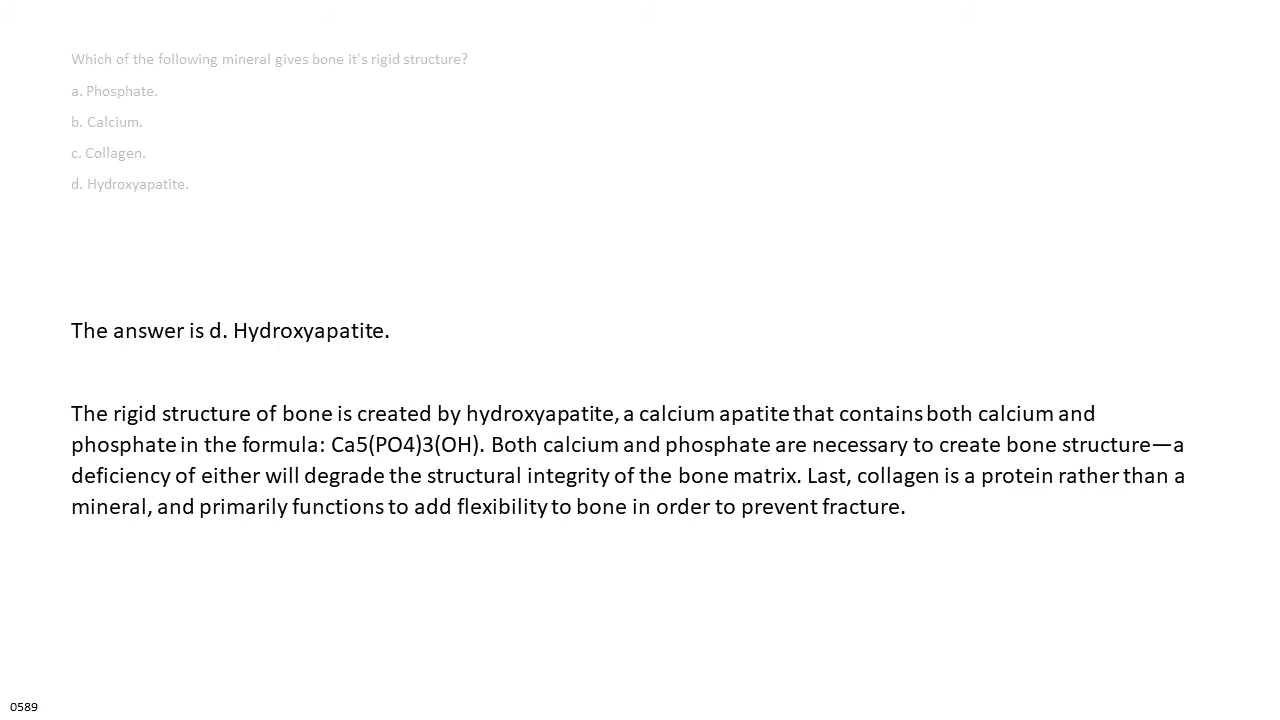 Which of the following mineral gives bone it's rigid structure?
a. Phosphate.
b. Calcium.
c. Collagen.
d. Hydroxyapatite.
The answer is d. Hydroxyapatite.
The rigid structure of bone is created by hydroxyapatite, a calcium apatite that contains both calcium and
phosphate in the formula: Ca5(PO4)3(OH). Both calcium and phosphate are necessary to create bone structure—a
deficiency of either will degrade the structural integrity of the bone matrix. Last, collagen is a protein rather than a
mineral, and primarily functions to add flexibility to bone in order to prevent fracture.
0589